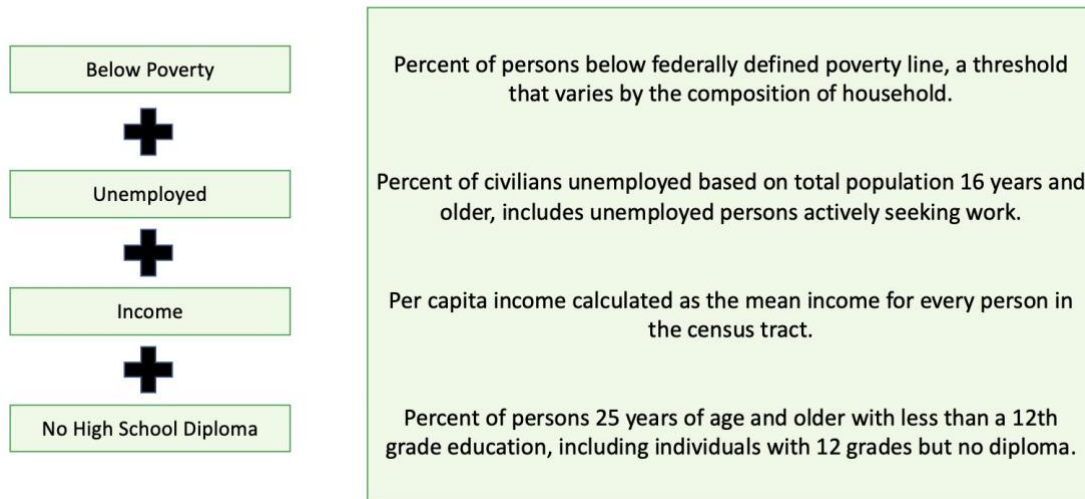 Below Poverty
Percent of persons below federally defined poverty line, a threshold
that varies by the composition of household.
Unemployed
Percent of civilians unemployed based on total population 16 years and
older, includes unemployed persons actively seeking work.
Income
Per capita income calculated as the mean income for every person in
the census tract.
No High School Diploma
Percent of persons 25 years of age and older with less than a 12th
grade education, including individuals with 12 grades but no diploma.